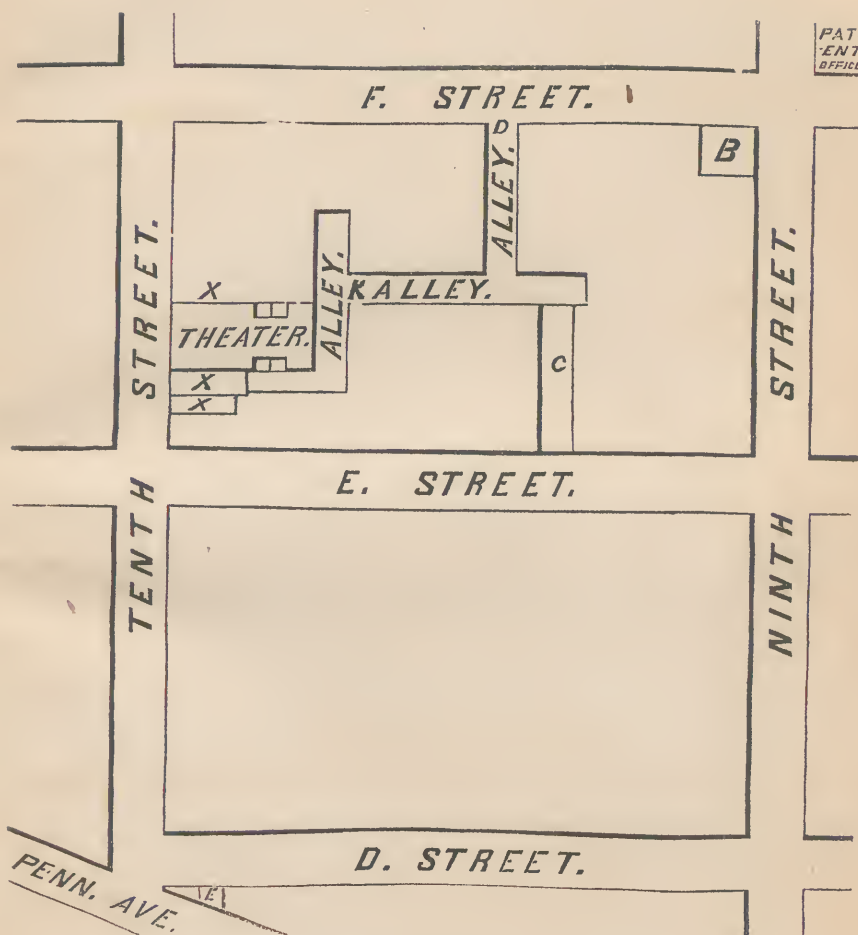 PAT
ENT
OFFICE
F. STREET.
D
ALLEY.
B
STREET.
STREET.
X
ALLEY.
K ALLEY.
THEATER.
X
C
X
E. STREET.
TENTH
NINTH
D. STREET.
PENN. AVE.
E